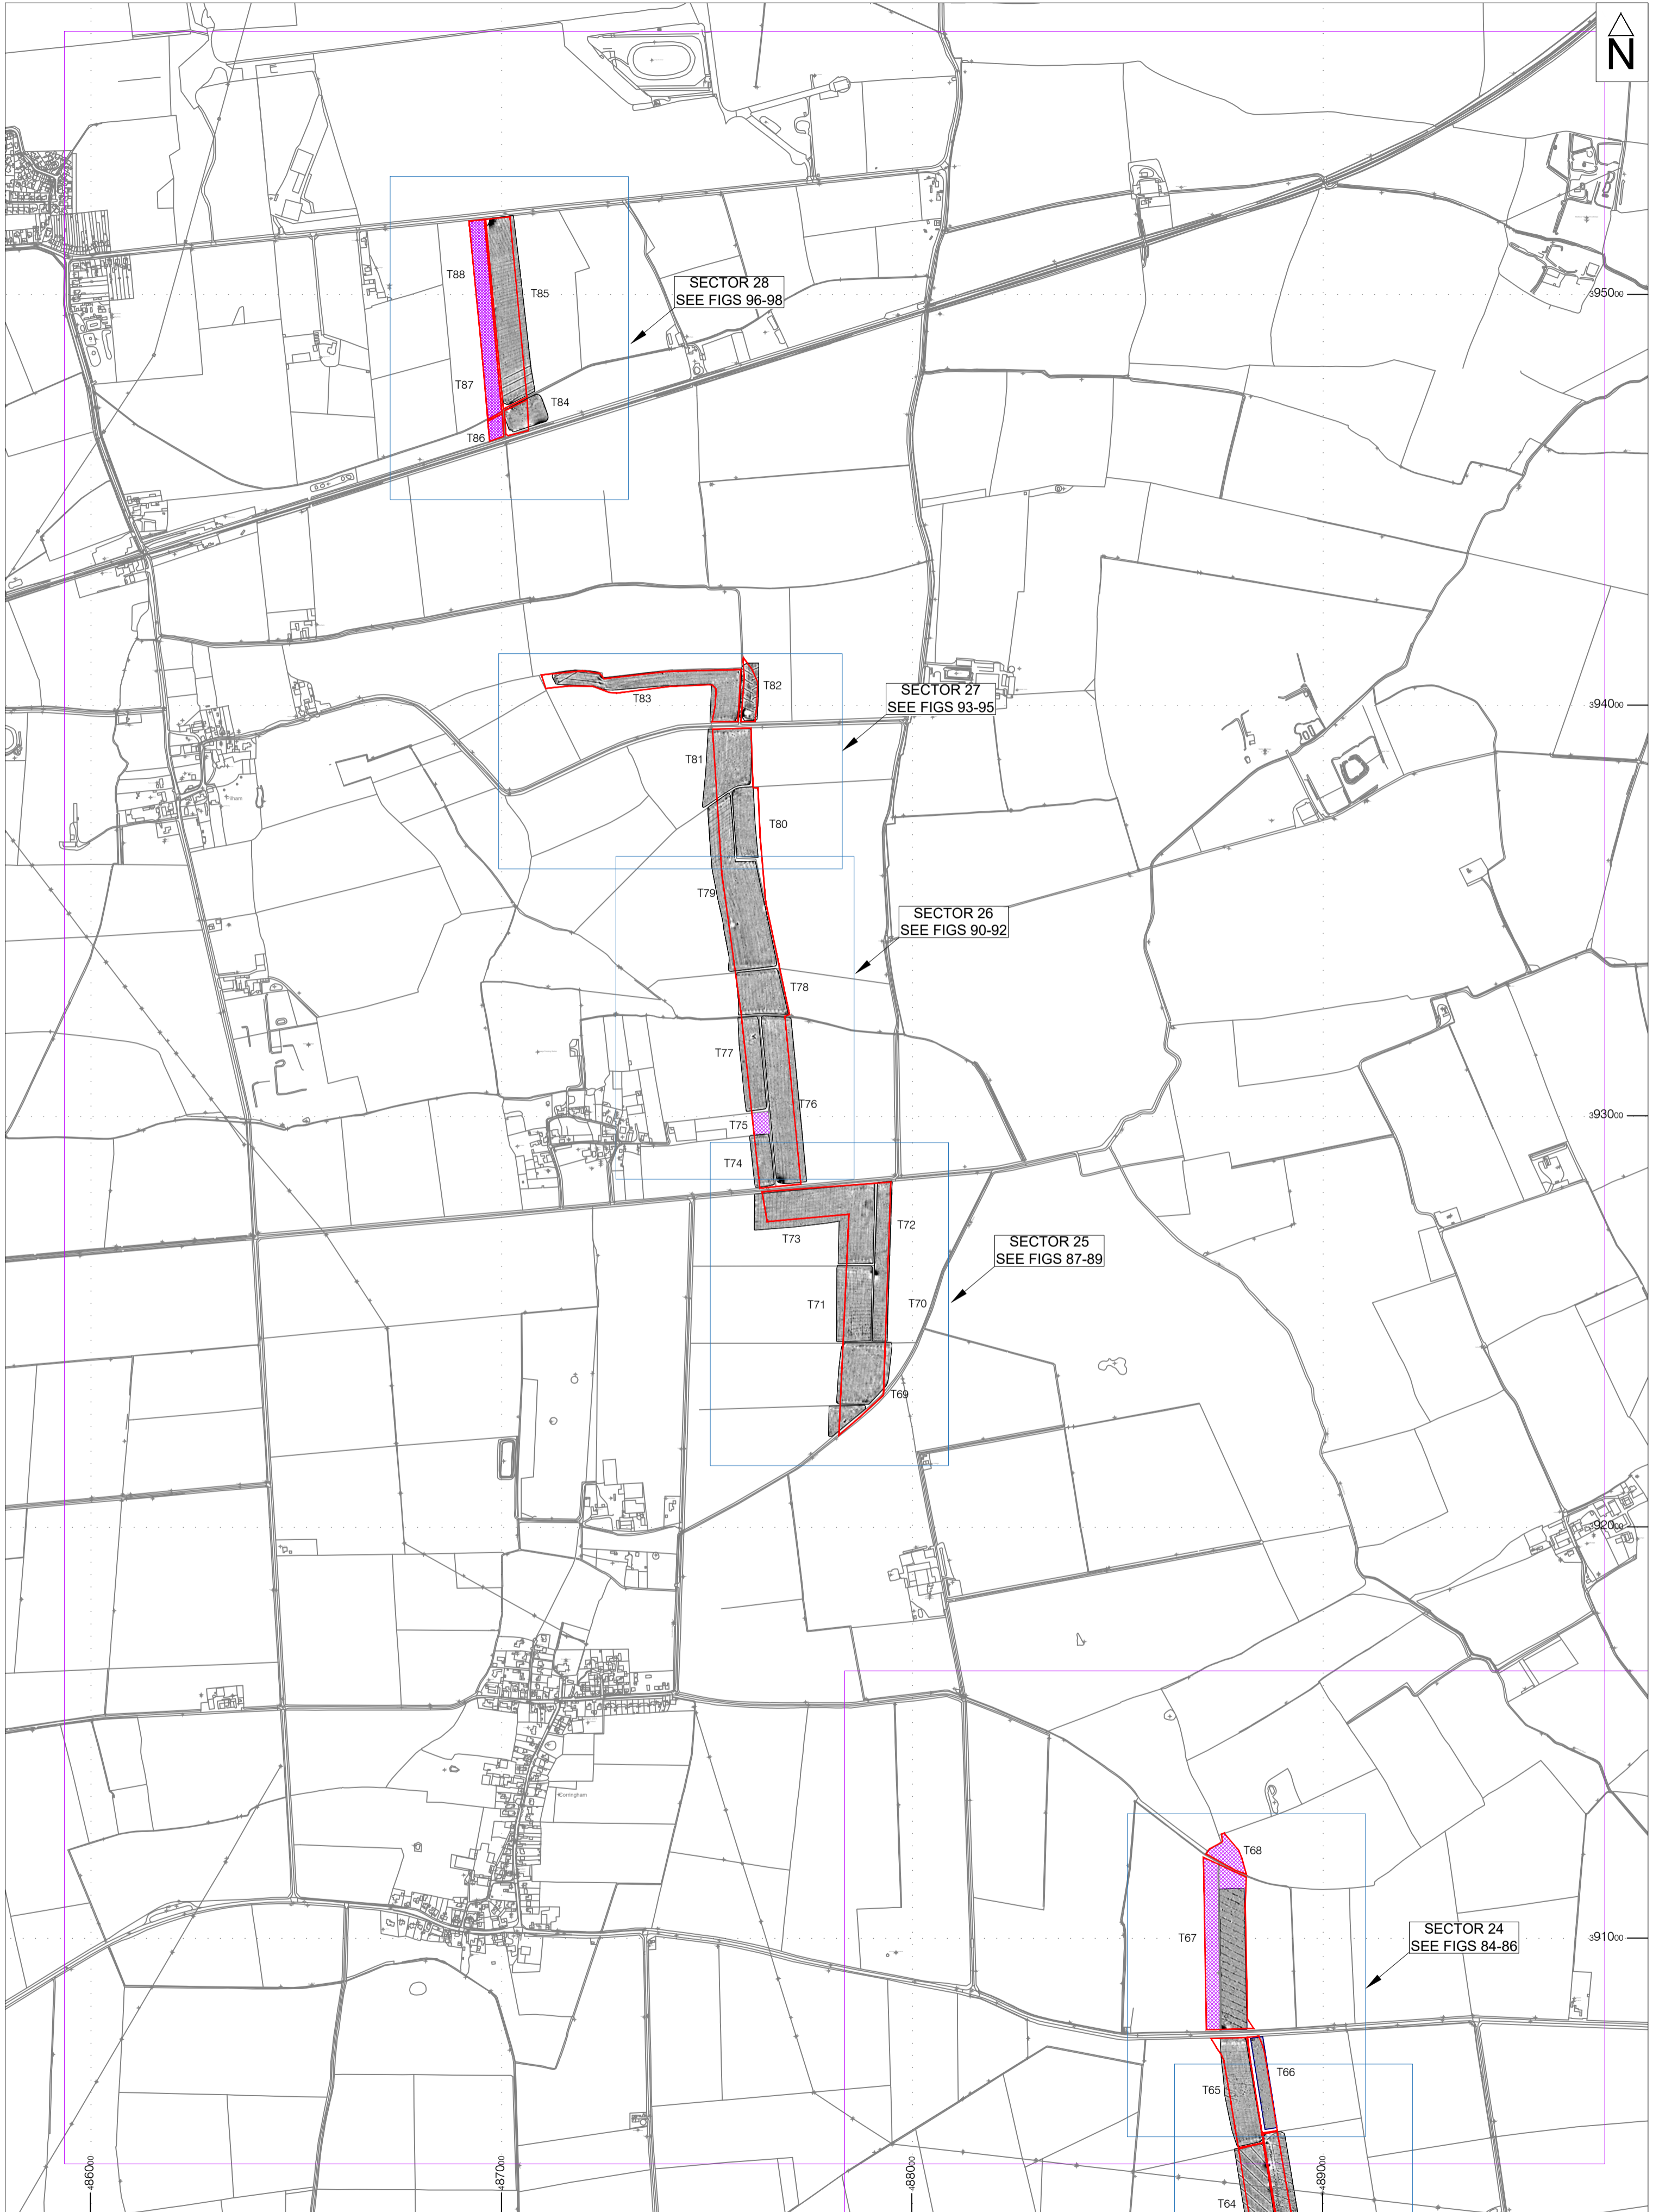 N
T88
T85
SECTOR 28
SEE FIGS 96-98
395000
T87
T84
T86
T82
T83
SECTOR 27
SEE FIGS 93-95
394000
T81
Pilham
T80
T79
SECTOR 26
SEE FIGS 90-92
T78
T77
T76
393000
T75
T74
T72
T73
SECTOR 25
SEE FIGS 87-89
T71
T70
T69
392000
Corringham
T68
T67
SECTOR 24
SEE FIGS 84-86
391000
T66
T65
486000
487000
488000
489000
T64